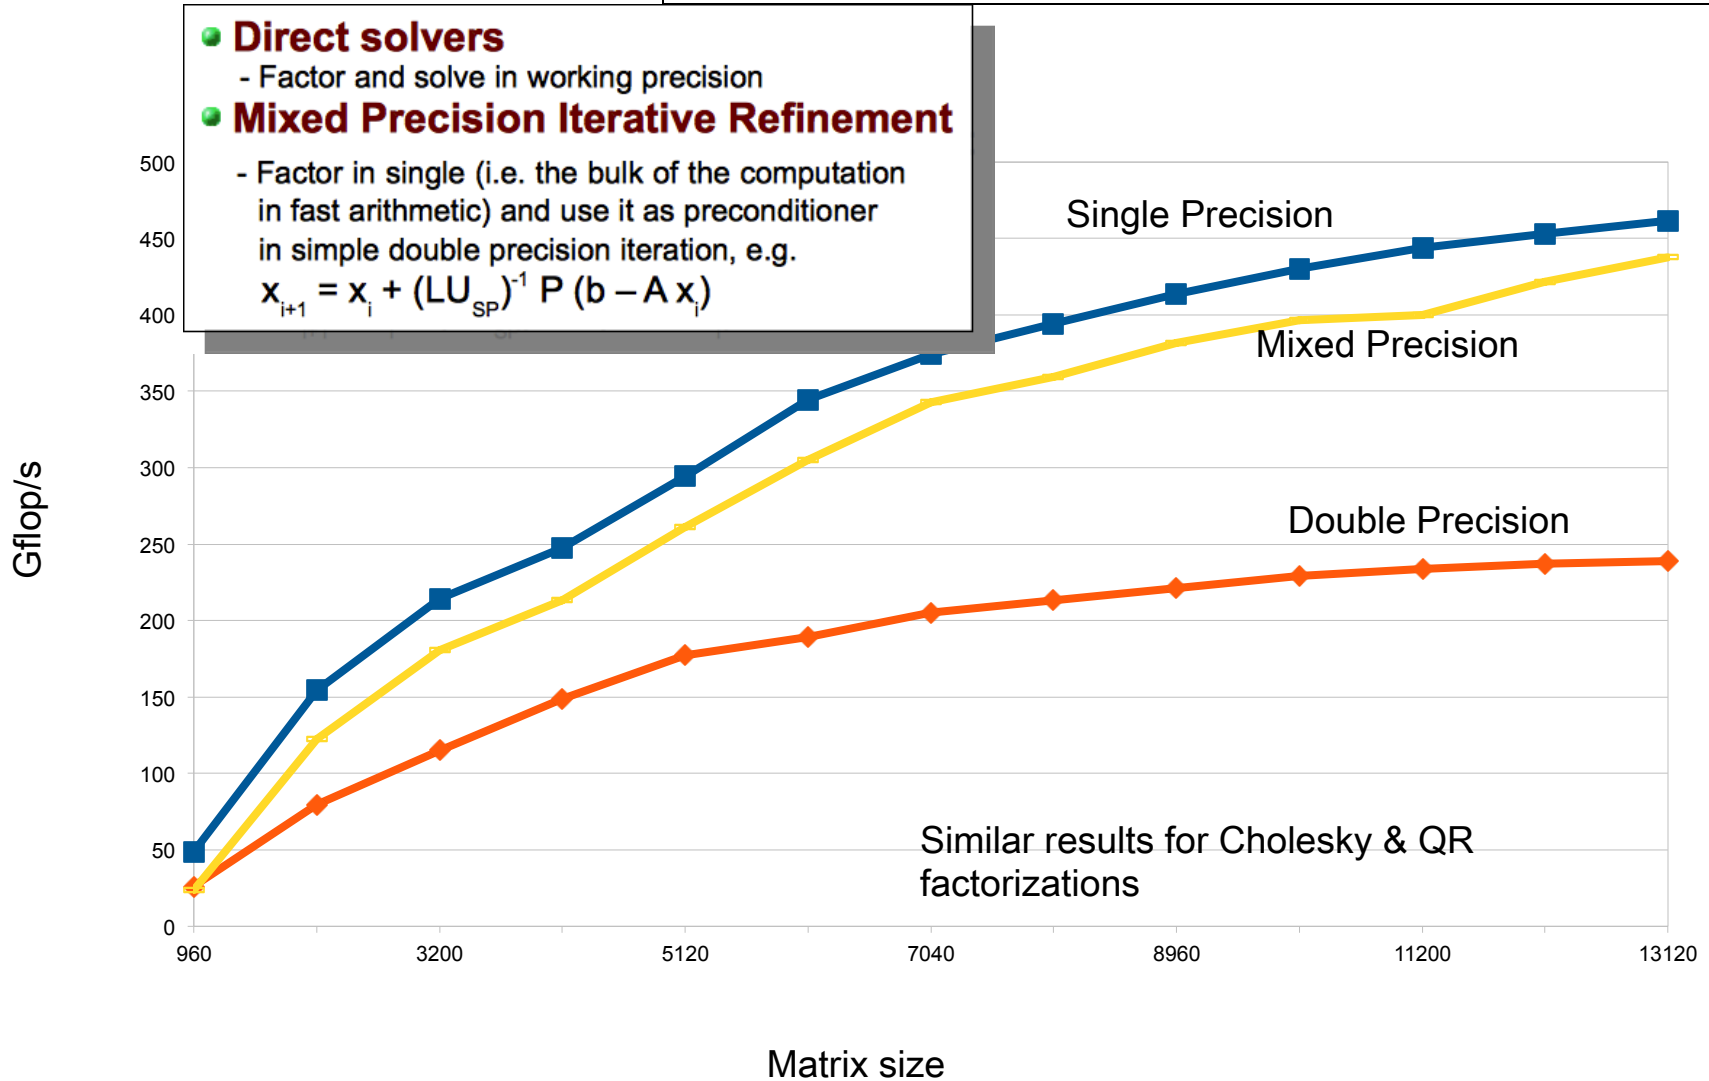 Direct solvers
- Factor and solve in working precision
Mixed Precision Iterative Refinement
- Factor in single (i.e. the bulk of the computation
in fast arithmetic) and use it as preconditioner
in simple double precision iteration, e.g.
x_{i+1} = x_i + (LU_{SP})^{-1} P (b – A x_i)
500
450
400
350
300
250
200
150
100
50
0
Gflop/s
Single Precision
Mixed Precision
Double Precision
Similar results for Cholesky & QR
factorizations
960 3200 5120 7040 8960 11200 13120
Matrix size